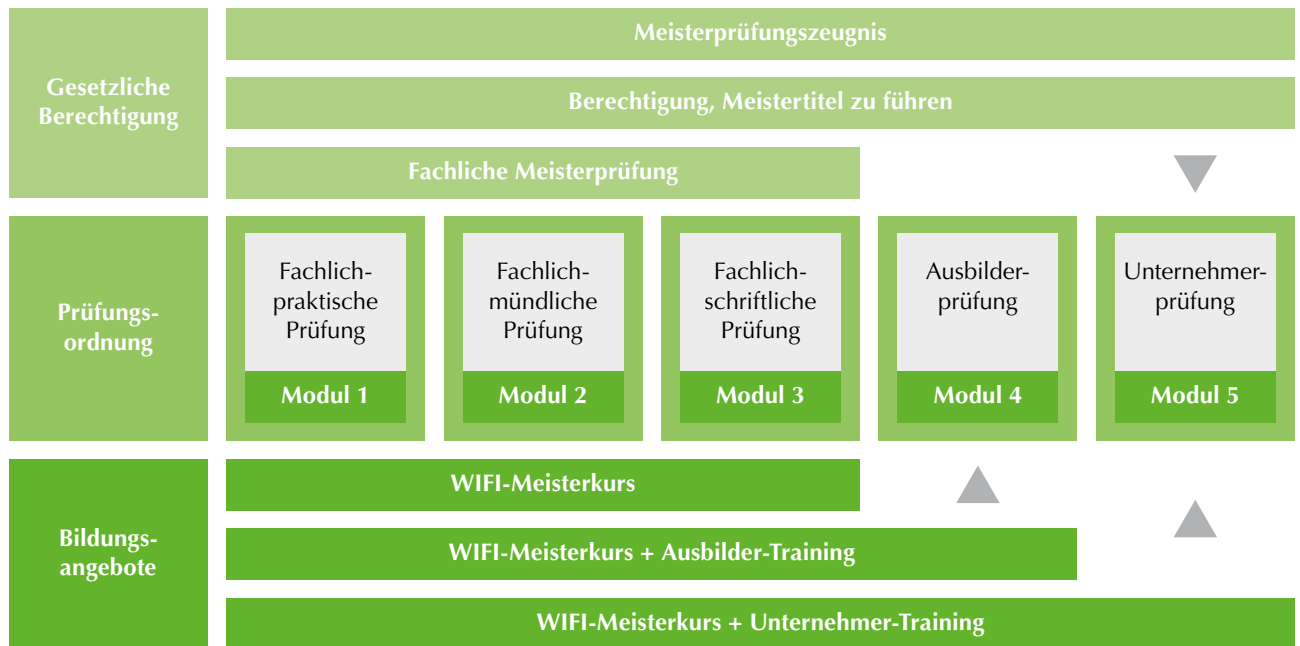 Gesetzliche
Berechtigung
Meisterprüfungszeugnis
Berechtigung, Meistertitel zu führen
Fachliche Meisterprüfung
Prüfungs-
ordnung
Fachlich-
praktische
Prüfung
Modul 1
Fachlich-
mündliche
Prüfung
Modul 2
Fachlich-
schriftliche
Prüfung
Modul 3
Ausbilder-
prüfung
Modul 4
Unternehmer-
prüfung
Modul 5
Bildungs-
angebote
WIFI-Meisterkurs
WIFI-Meisterkurs + Ausbilder-Training
WIFI-Meisterkurs + Unternehmer-Training